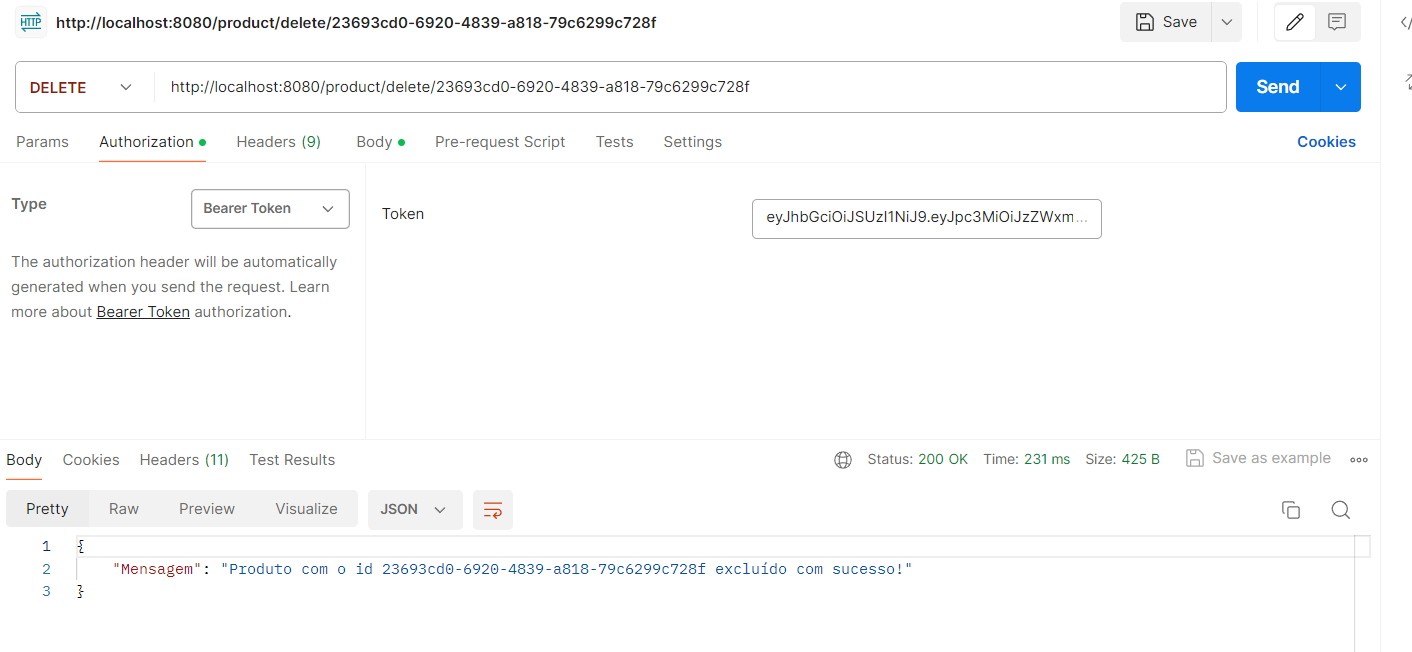 HTTP http://localhost:8080/product/delete/23693cd0-6920-4839-a818-79c6299c728f Save
DELETE http://localhost:8080/product/delete/23693cd0-6920-4839-a818-79c6299c728f Send
Params Authorization Headers (9) Body Pre-request Script Tests Settings Cookies
Type Bearer Token
Token eyJhbGciOiJSUzI1NiJ9.eyJpc3MiOiJzZWxm...
The authorization header will be automatically
generated when you send the request. Learn
more about Bearer Token authorization.
Body Cookies Headers (11) Test Results Status: 200 OK Time: 231 ms Size: 425 B Save as example
Pretty Raw Preview Visualize JSON
1 {
2 "Mensagem": "Produto com o id 23693cd0-6920-4839-a818-79c6299c728f excluído com sucesso!"
3 }